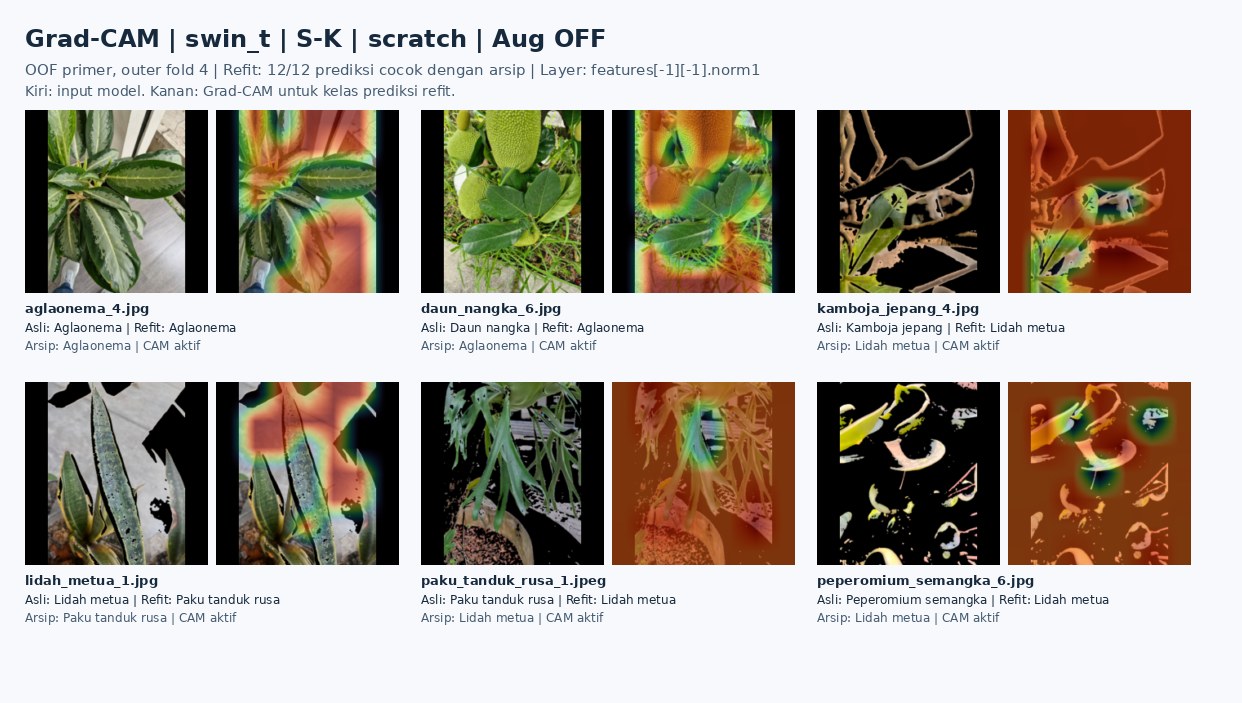 Grad-CAM | swin_t | S-K | scratch | Aug OFF
OOF primer, outer fold 4 | Refit: 12/12 prediksi cocok dengan arsip | Layer: features[-1][-1].norm1
Kiri: input model. Kanan: Grad-CAM untuk kelas prediksi refit.
aglaonema_4.jpg
Asli: Aglaonema | Refit: Aglaonema
Arsip: Aglaonema | CAM aktif
daun_nangka_6.jpg
Asli: Daun nangka | Refit: Aglaonema
Arsip: Aglaonema | CAM aktif
kamboja_jepang_4.jpg
Asli: Kamboja jepang | Refit: Lidah metua
Arsip: Lidah metua | CAM aktif
lidah_metua_1.jpg
Asli: Lidah metua | Refit: Paku tanduk rusa
Arsip: Paku tanduk rusa | CAM aktif
paku_tanduk_rusa_1.jpeg
Asli: Paku tanduk rusa | Refit: Lidah metua
Arsip: Lidah metua | CAM aktif
peperomium_semangka_6.jpg
Asli: Peperomium semangka | Refit: Lidah metua
Arsip: Lidah metua | CAM aktif